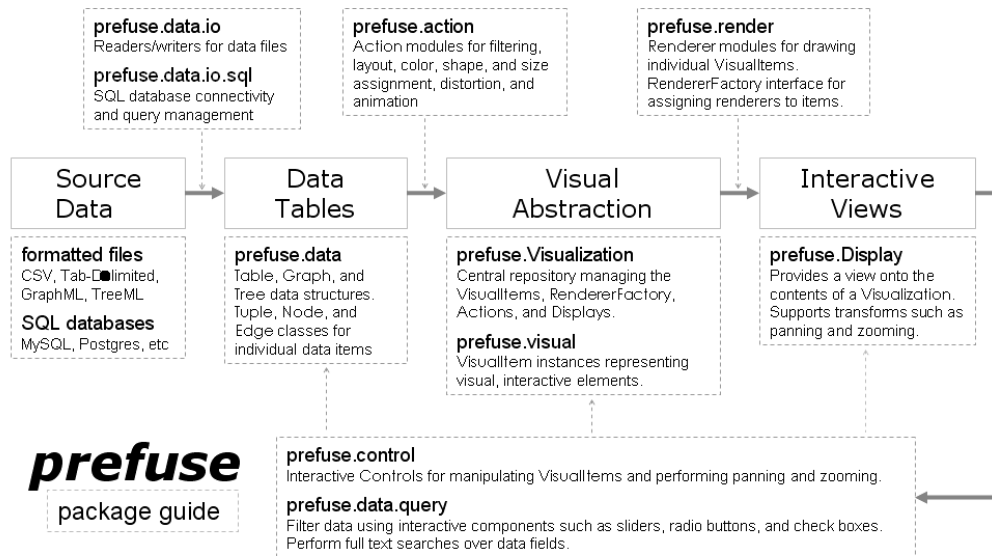 prefuse.data.io
Readers/writers for data files
prefuse.data.io.sql
SQL database connectivity
and query management
prefuse.action
Action modules for filtering,
layout, color, shape, and size
assignment, distortion, and
animation
prefuse.render
Renderer modules for drawing
individual VisualItems.
RendererFactory interface for
assigning renderers to items.
Source
Data
Data
Tables
Visual
Abstraction
Interactive
Views
formatted files
CSV, Tab-Delimited,
GraphML, TreeML
SQL databases
MySQL, Postgres, etc
prefuse.data
Table, Graph, and
Tree data structures.
Tuple, Node, and
Edge classes for
individual data items
prefuse.Visualization
Central repository managing the
VisualItems, RendererFactory,
Actions, and Displays.
prefuse.visual
VisualItem instances representing
visual, interactive elements.
prefuse.Display
Provides a view onto the
contents of a Visualization.
Supports transforms such as
panning and zooming.
prefuse
package guide
prefuse.control
Interactive Controls for manipulating VisualItems and performing panning and zooming.
prefuse.data.query
Filter data using interactive components such as sliders, radio buttons, and check boxes.
Perform full text searches over data fields.